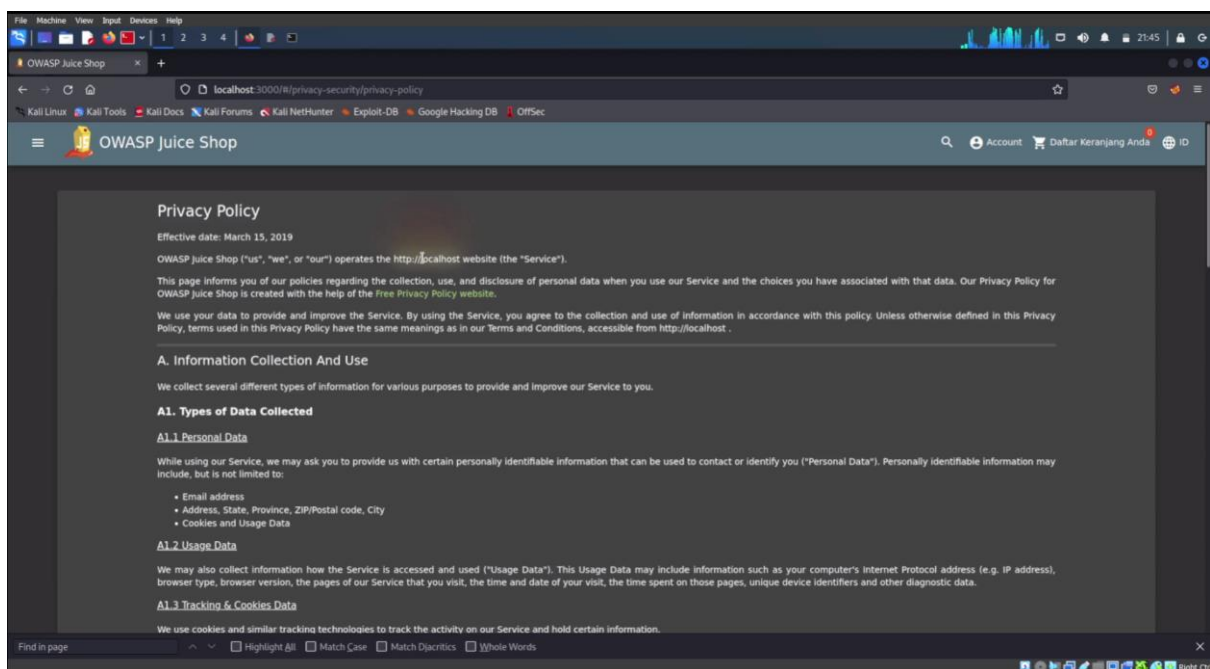 File Machine View Input Devices Help
1 2 3 4
21:45
OWASP Juice Shop
localhost:3000/#/privacy-security/privacy-policy
Kali Linux Kali Tools Kali Docs Kali Forums Kali NetHunter Exploit-DB Google Hacking DB OffSec
OWASP Juice Shop
Account Daftar Keranjang Anda 0 ID
Privacy Policy
Effective date: March 15, 2019
OWASP Juice Shop ("us", "we", or "our") operates the http://localhost website (the "Service").
This page informs you of our policies regarding the collection, use, and disclosure of personal data when you use our Service and the choices you have associated with that data. Our Privacy Policy for
OWASP Juice Shop is created with the help of the Free Privacy Policy website.
We use your data to provide and improve the Service. By using the Service, you agree to the collection and use of information in accordance with this policy. Unless otherwise defined in this Privacy
Policy, terms used in this Privacy Policy have the same meanings as in our Terms and Conditions, accessible from http://localhost .
A. Information Collection And Use
We collect several different types of information for various purposes to provide and improve our Service to you.
A1. Types of Data Collected
A1.1 Personal Data
While using our Service, we may ask you to provide us with certain personally identifiable information that can be used to contact or identify you ("Personal Data"). Personally identifiable information may
include, but is not limited to:
• Email address
• Address, State, Province, ZIP/Postal code, City
• Cookies and Usage Data
A1.2 Usage Data
We may also collect information how the Service is accessed and used ("Usage Data"). This Usage Data may include information such as your computer's Internet Protocol address (e.g. IP address),
browser type, browser version, the pages of our Service that you visit, the time and date of your visit, the time spent on those pages, unique device identifiers and other diagnostic data.
A1.3 Tracking & Cookies Data
We use cookies and similar tracking technologies to track the activity on our Service and hold certain information.
Find in page Highlight All Match Case Match Diacritics Whole Words
Right Ctrl